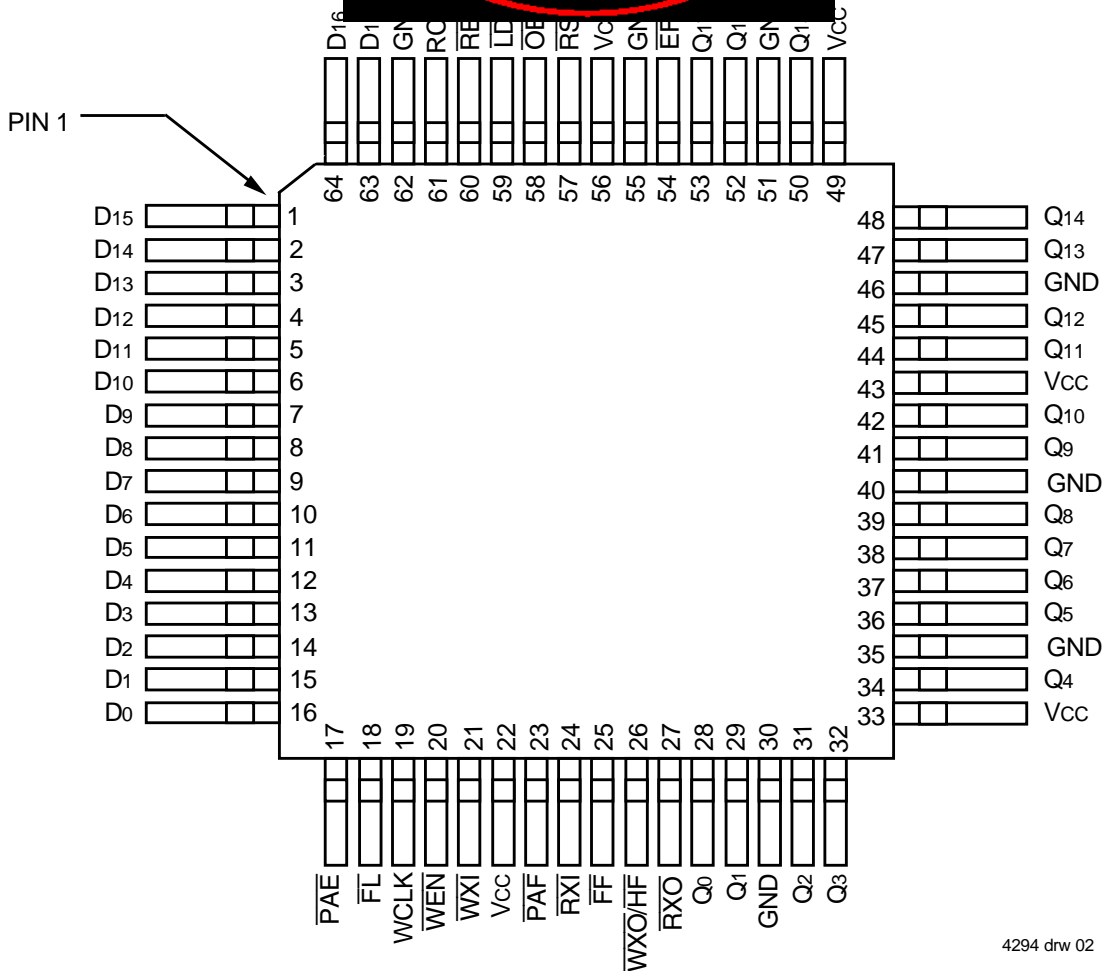 D16
PIN 1
64 63 62 61 60 59 58 57 56 55 54 53 52 51 50 49
D15 1
D14 2
D13 3
D12 4
D11 5
D10 6
D9 7
D8 8
D7 9
D6 10
D5 11
D4 12
D3 13
D2 14
D1 15
D0 16
48 Q14
47 Q13
46 GND
45 Q12
44 Q11
43 VCC
42 Q10
41 Q9
40 GND
39 Q8
38 Q7
37 Q6
36 Q5
35 GND
34 Q4
33 VCC
17 18 19 20 21 22 23 24 25 26 27 28 29 30 31 32
PAE FL WCLK WEN WXI VCC PAF RXI FF WXO/HF RXO Q0 Q1 GND Q2 Q3
4294 drw 02